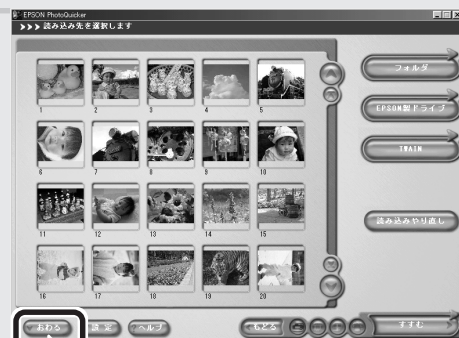 EPSON PhotoQuicker
>>> 読み込み先を選択します
フォルダ
EPSON製ドライブ
TWAIN
読み込みやり直し
1 2 3 4 5
6 7 8 9 10
11 12 13 14 15
16 17 18 19 20
おわる 設定 ヘルプ もどる すすむ